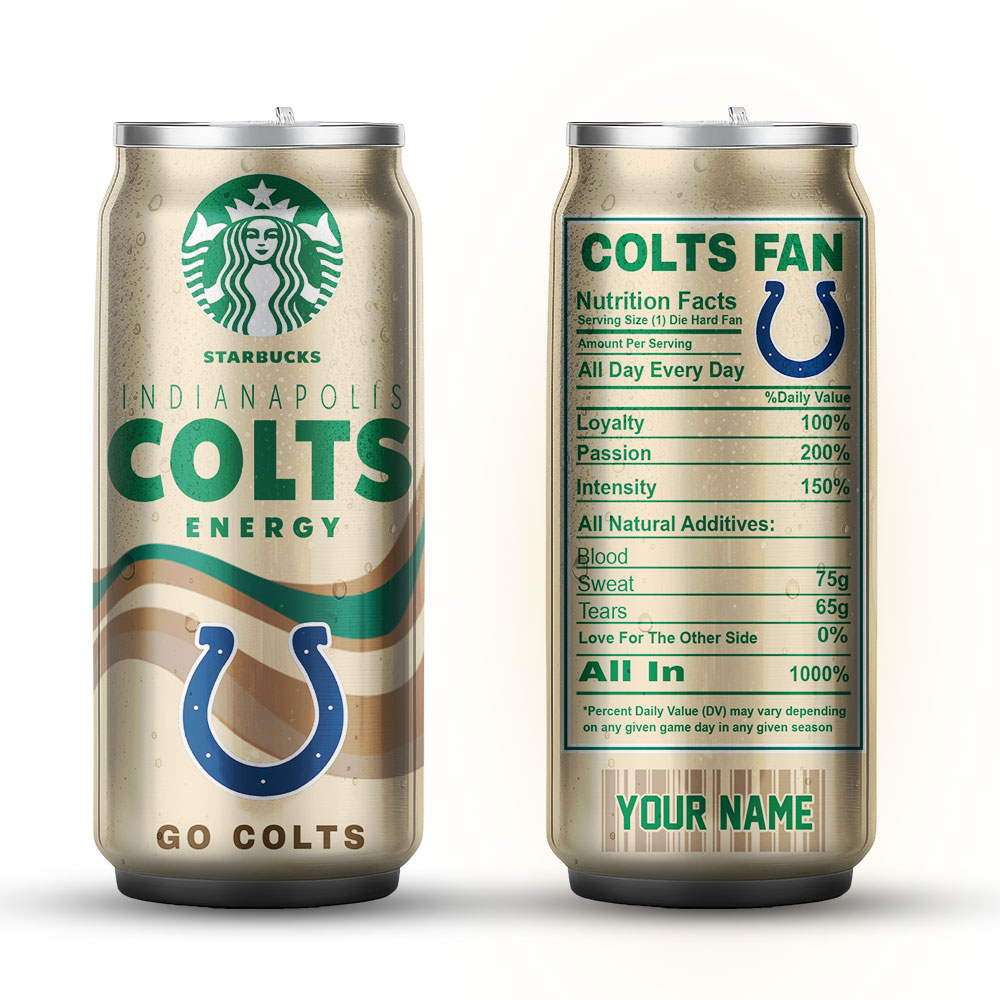 STARBUCKS
INDIANAPOLIS
COLTS
ENERGY
GO COLTS
COLTS FAN
Nutrition Facts
Serving Size (1) Die Hard Fan
Amount Per Serving
All Day Every Day
%Daily Value
Loyalty 100%
Passion 200%
Intensity 150%
All Natural Additives:
Blood
Sweat 75g
Tears 65g
Love For The Other Side 0%
All In 1000%
*Percent Daily Value (DV) may vary depending
on any given game day in any given season
YOUR NAME